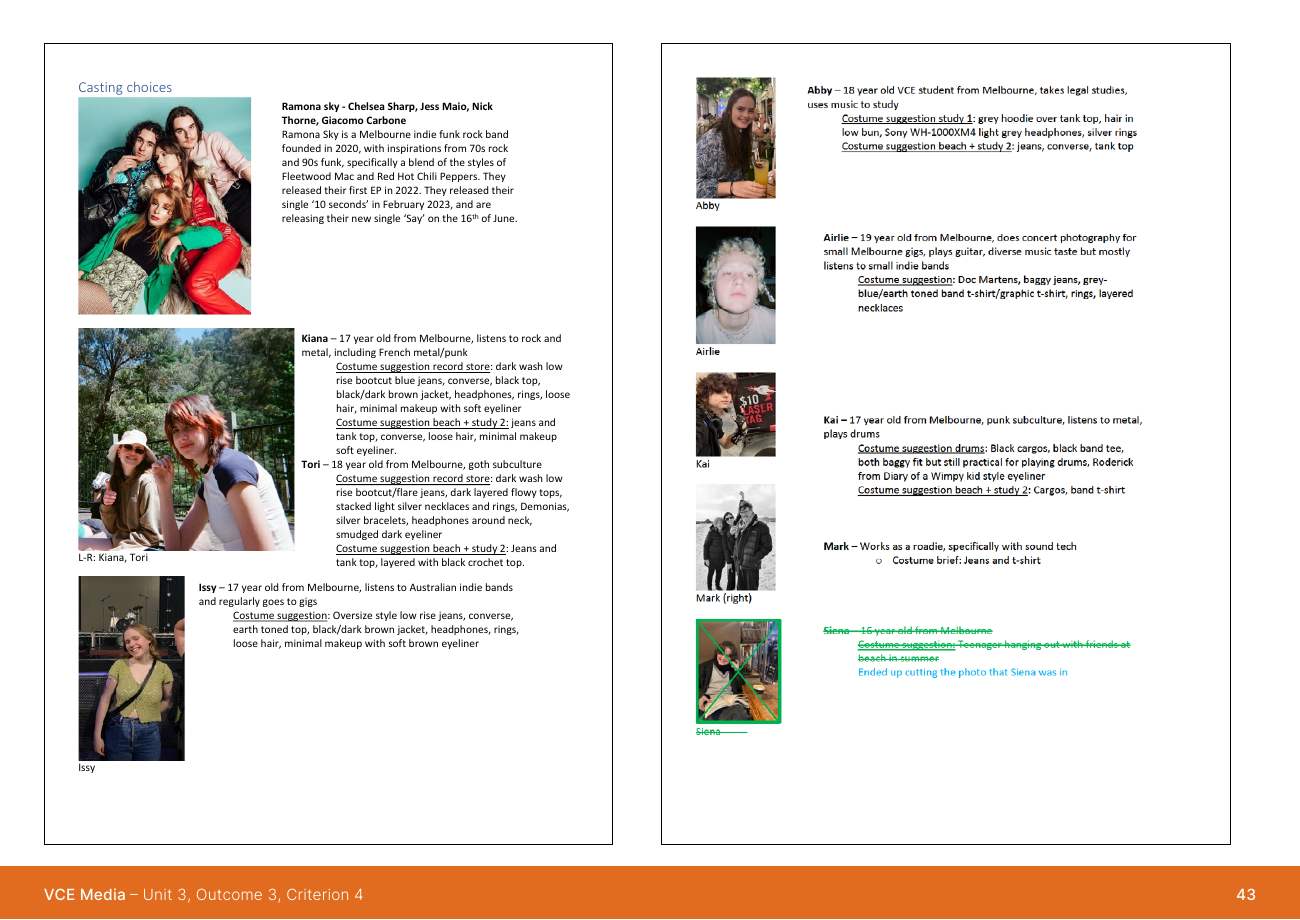 Casting choices
Ramona sky - Chelsea Sharp, Jess Maio, Nick
Thorne, Giacomo Carbone
Ramona Sky is a Melbourne indie funk rock band
founded in 2020, with inspirations from 70s rock
and 90s funk, specifically a blend of the styles of
Fleetwood Mac and Red Hot Chili Peppers. They
released their first EP in 2022. They released their
single ‘10 seconds’ in February 2023, and are
releasing their new single ‘Say’ on the 16th of June.
Kiana – 17 year old from Melbourne, listens to rock and
metal, including French metal/punk
Costume suggestion record store: dark wash low
rise bootcut blue jeans, converse, black top,
black/dark brown jacket, headphones, rings, loose
hair, minimal makeup with soft eyeliner
Costume suggestion beach + study 2: jeans and
tank top, converse, loose hair, minimal makeup
soft eyeliner.
Tori – 18 year old from Melbourne, goth subculture
Costume suggestion record store: dark wash low
rise bootcut/flare jeans, dark layered flowy tops,
stacked light silver necklaces and rings, Demonias,
silver bracelets, headphones around neck,
smudged dark eyeliner
Costume suggestion beach + study 2: Jeans and
tank top, layered with black crochet top.
L-R: Kiana, Tori
Issy – 17 year old from Melbourne, listens to Australian indie bands
and regularly goes to gigs
Costume suggestion: Oversize style low rise jeans, converse,
earth toned top, black/dark brown jacket, headphones, rings,
loose hair, minimal makeup with soft brown eyeliner
Issy
Abby – 18 year old VCE student from Melbourne, takes legal studies,
uses music to study
Costume suggestion study 1: grey hoodie over tank top, hair in
low bun, Sony WH-1000XM4 light grey headphones, silver rings
Costume suggestion beach + study 2: jeans, converse, tank top
Abby
Airlie – 19 year old from Melbourne, does concert photography for
small Melbourne gigs, plays guitar, diverse music taste but mostly
listens to small indie bands
Costume suggestion: Doc Martens, baggy jeans, grey-
blue/earth toned band t-shirt/graphic t-shirt, rings, layered
necklaces
Airlie
$10
LASER
TAG
Kai – 17 year old from Melbourne, punk subculture, listens to metal,
plays drums
Costume suggestion drums: Black cargos, black band tee,
both baggy fit but still practical for playing drums, Roderick
from Diary of a Wimpy kid style eyeliner
Costume suggestion beach + study 2: Cargos, band t-shirt
Kai
Mark – Works as a roadie, specifically with sound tech
o Costume brief: Jeans and t-shirt
Mark (right)
Siena – 16 year old from Melbourne
Costume suggestion: Teenager hanging out with friends at
beach in summer
Ended up cutting the photo that Siena was in
Siena
VCE Media – Unit 3, Outcome 3, Criterion 4
43